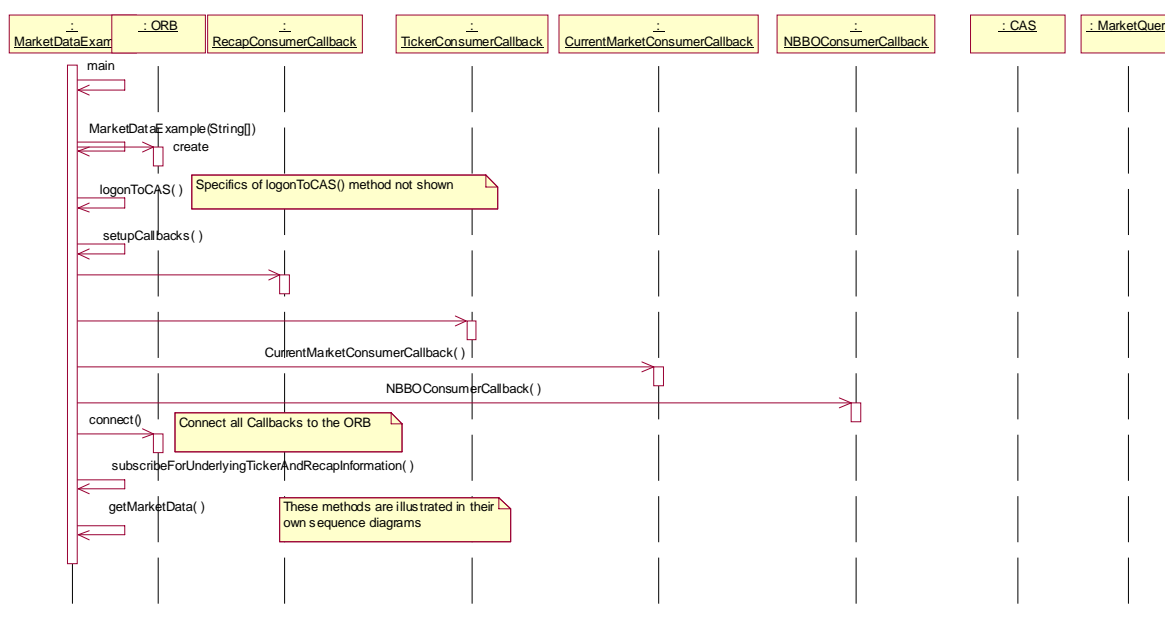 :
MarketDataExam
: ORB
:
RecapConsumerCallback
:
TickerConsumerCallback
:
CurrentMarketConsumerCallback
:
NBBOConsumerCallback
: CAS
: MarketQuer
main
MarketDataExample(String[])
create
logonToCAS( )
Specifics of logonToCAS() method not shown
setupCallbacks( )
CurrentMarketConsumerCallback( )
NBBOConsumerCallback( )
connect()
Connect all Callbacks to the ORB
subscribeForUnderlyingTickerAndRecapInformation( )
getMarketData( )
These methods are illustrated in their
own sequence diagrams